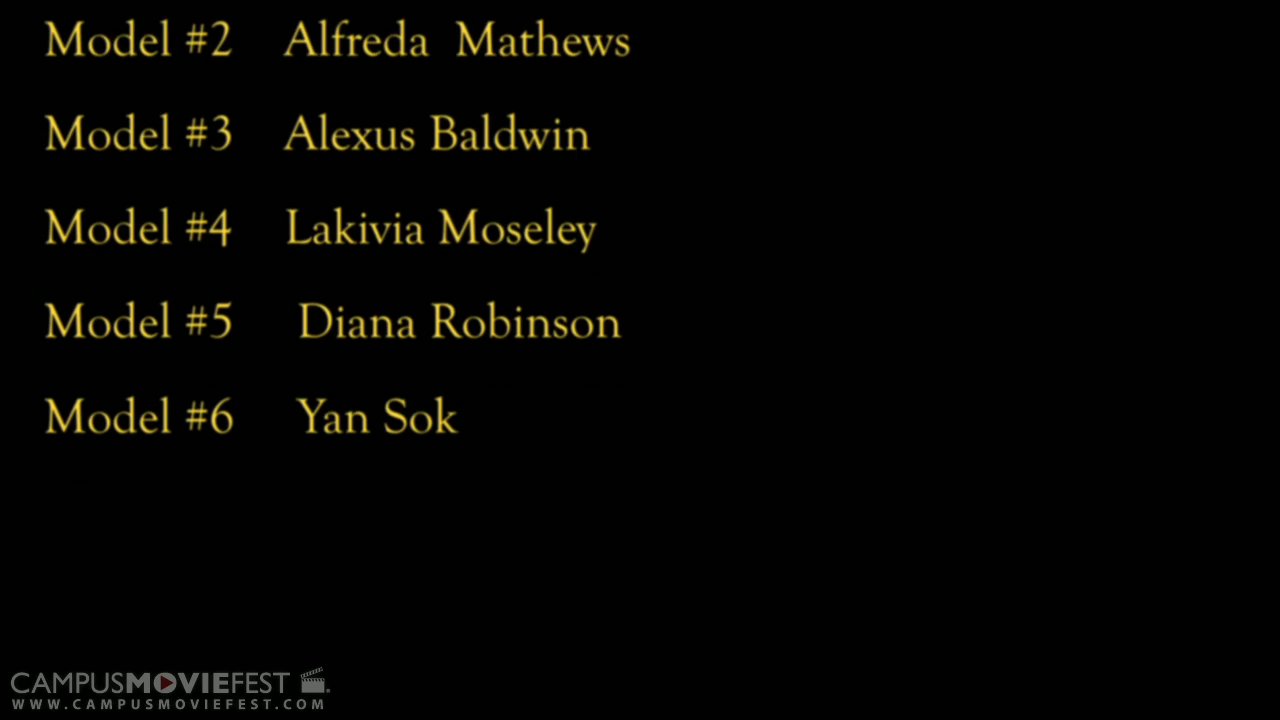 Model #2 Alfreda Mathews
Model #3 Alexus Baldwin
Model #4 Lakivia Moseley
Model #5 Diana Robinson
Model #6 Yan Sok
CAMPUSMOVIEFEST
WWW.CAMPUSMOVIEFEST.COM